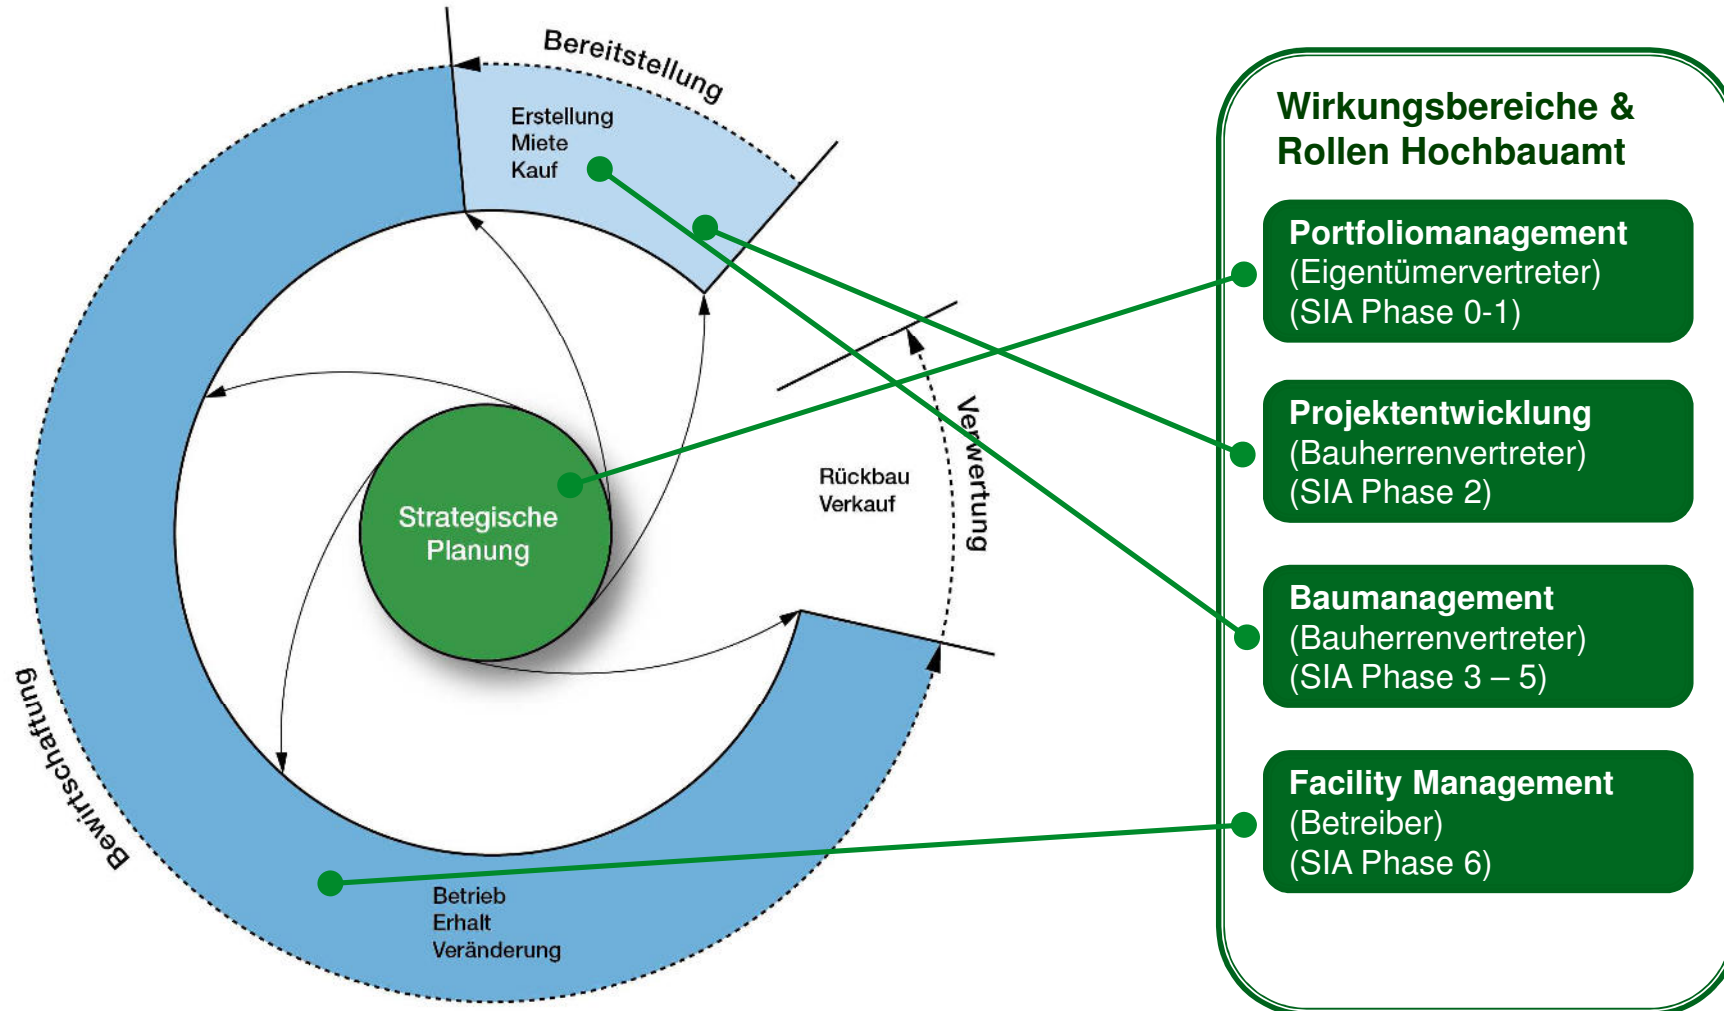 Bereitstellung
Erstellung
Miete
Kauf
Verwertung
Rückbau
Verkauf
Strategische
Planung
Bewirtschaftung
Betrieb
Erhalt
Veränderung
Wirkungsbereiche &
Rollen Hochbauamt
Portfoliomanagement
(Eigentümervertreter)
(SIA Phase 0-1)
Projektentwicklung
(Bauherrenvertreter)
(SIA Phase 2)
Baumanagement
(Bauherrenvertreter)
(SIA Phase 3 – 5)
Facility Management
(Betreiber)
(SIA Phase 6)